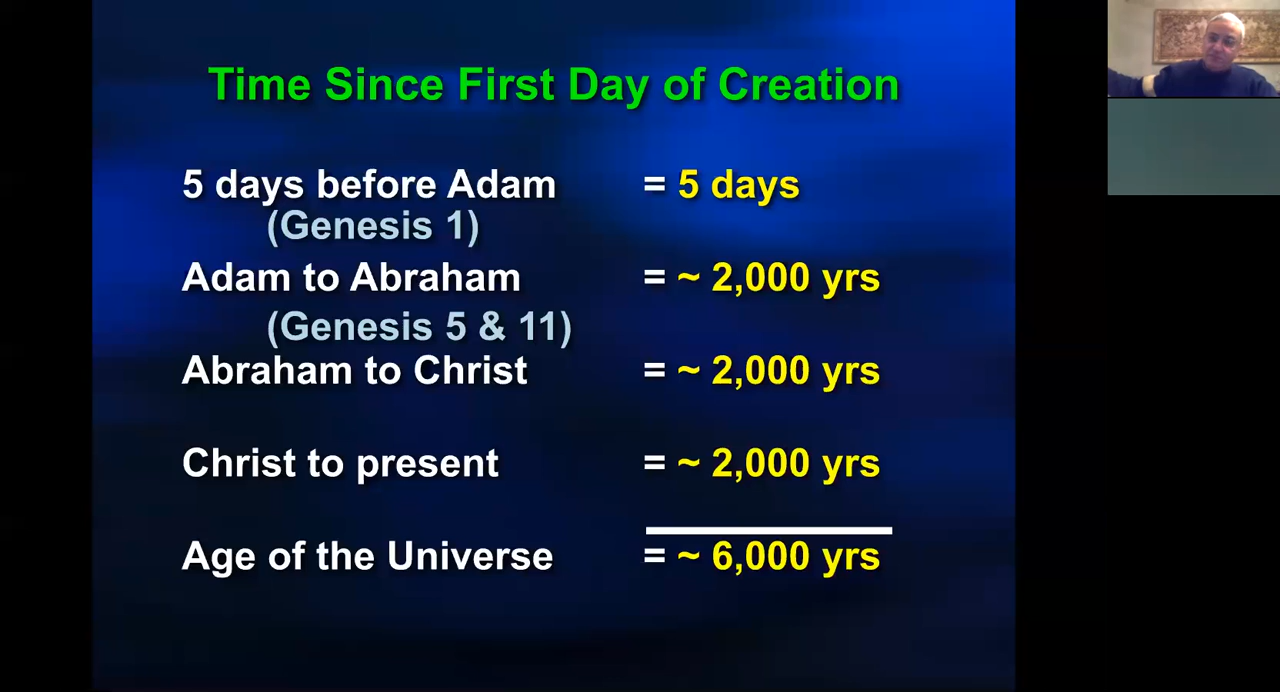 Time Since First Day of Creation
5 days before Adam = 5 days
(Genesis 1)
Adam to Abraham = ~ 2,000 yrs
(Genesis 5 & 11)
Abraham to Christ = ~ 2,000 yrs
Christ to present = ~ 2,000 yrs
Age of the Universe = ~ 6,000 yrs